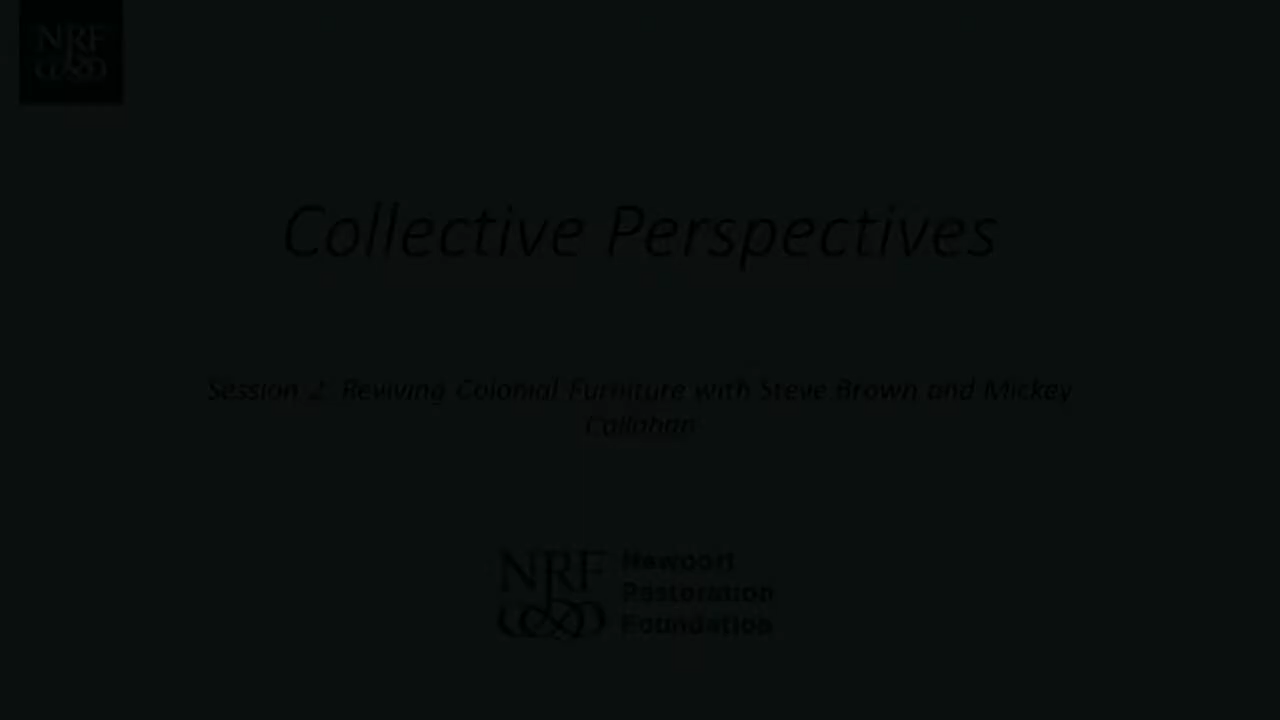 NRF
Collective Perspectives
Session 2: Reviving Colonial Furniture with Steve Brown and Mickey
Callahan
NRF
Newport
Restoration
Foundation